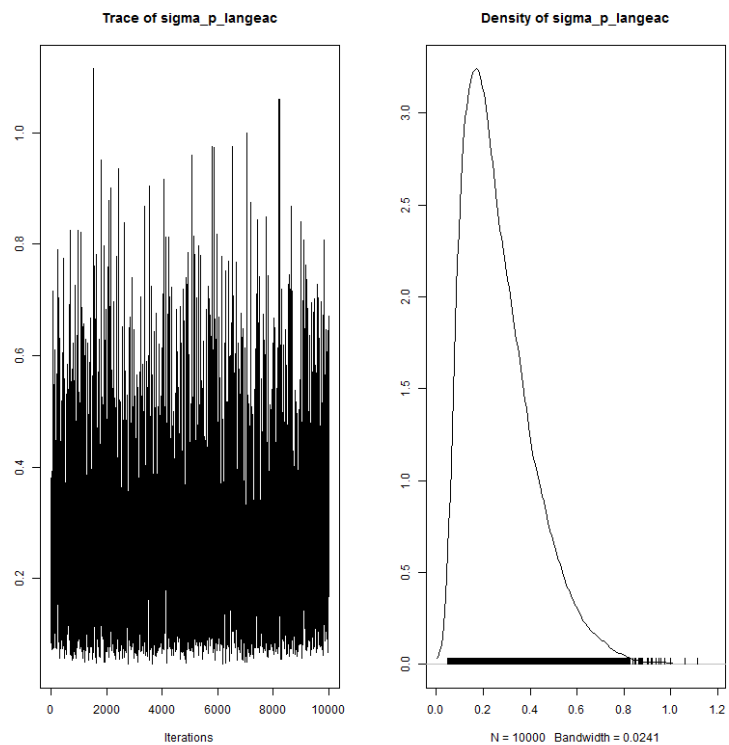 Trace of sigma_p_langeac
1.0
0.8
0.6
0.4
0.2
0 2000 4000 6000 8000 10000
Iterations
Density of sigma_p_langeac
3.0
2.5
2.0
1.5
1.0
0.5
0.0
0.0 0.2 0.4 0.6 0.8 1.0 1.2
N = 10000 Bandwidth = 0.0241